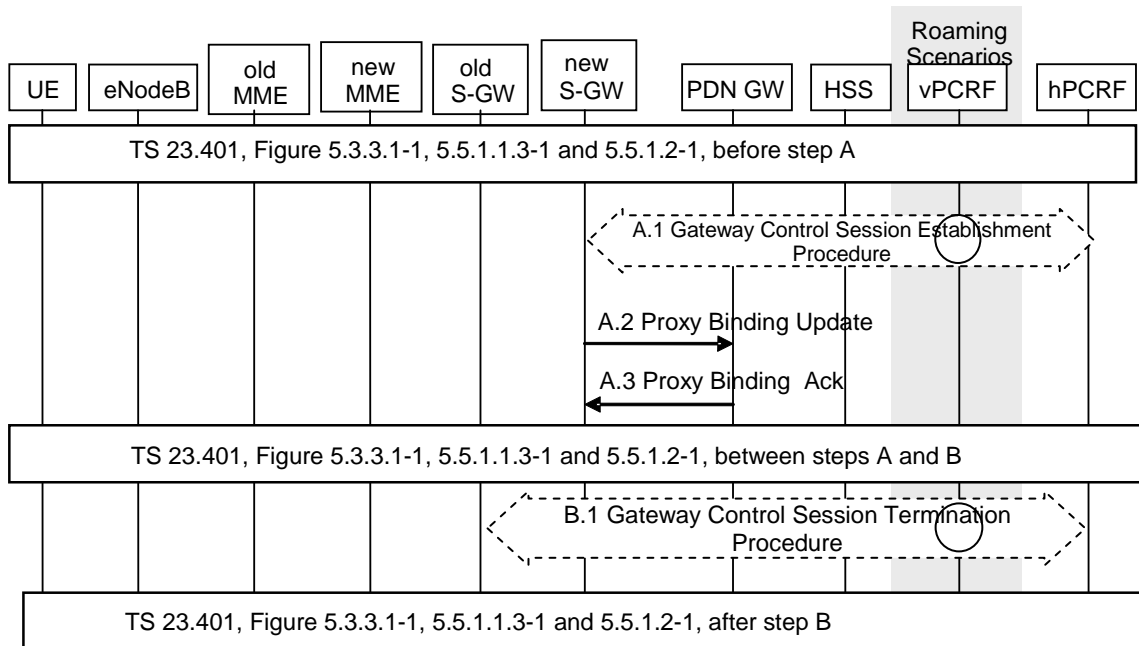 Roaming
Scenarios
UE
eNodeB
old
MME
new
MME
old
S-GW
new
S-GW
PDN GW
HSS
vPCRF
hPCRF
TS 23.401, Figure 5.3.3.1-1, 5.5.1.1.3-1 and 5.5.1.2-1, before step A
A.1 Gateway Control Session Establishment
Procedure
A.2 Proxy Binding Update
A.3 Proxy Binding Ack
TS 23.401, Figure 5.3.3.1-1, 5.5.1.1.3-1 and 5.5.1.2-1, between steps A and B
B.1 Gateway Control Session Termination
Procedure
TS 23.401, Figure 5.3.3.1-1, 5.5.1.1.3-1 and 5.5.1.2-1, after step B